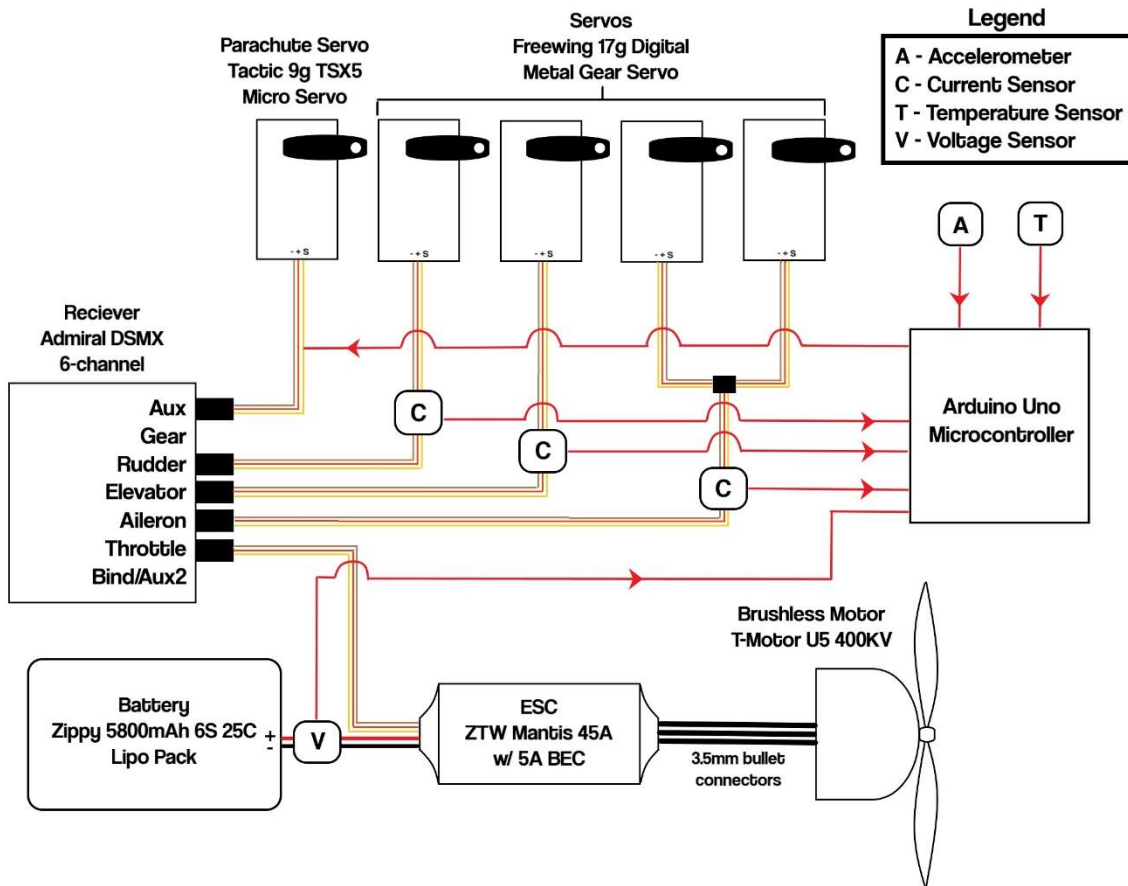 Parachute Servo
Tactic 9g TSX5
Micro Servo
Servos
Freewing 17g Digital
Metal Gear Servo
Legend
A - Accelerometer
C - Current Sensor
T - Temperature Sensor
V - Voltage Sensor
- + S
- + S
- + S
- + S
- + S
A
T
Reciever
Admiral DSMX
6-channel
Aux
Gear
Rudder
Elevator
Aileron
Throttle
Bind/Aux2
C
C
C
Arduino Uno
Microcontroller
Brushless Motor
T-Motor U5 400KV
Battery
Zippy 5800mAh 6S 25C
Lipo Pack
+
-
V
ESC
ZTW Mantis 45A
w/ 5A BEC
3.5mm bullet
connectors